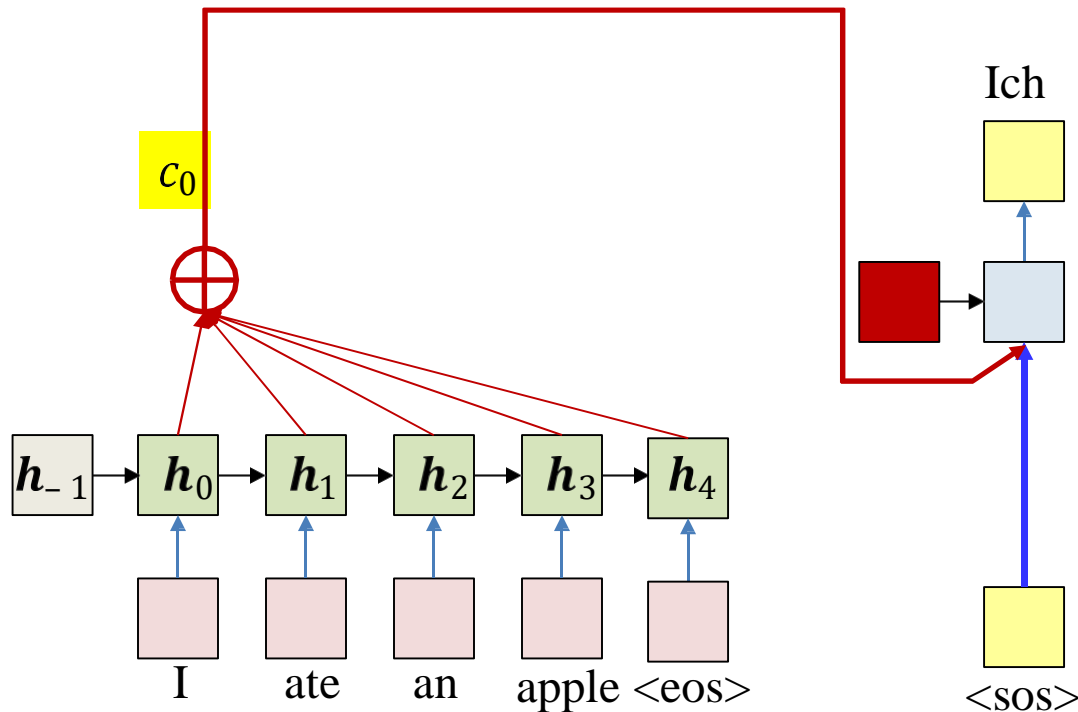 Ich
c₀
h₋₁ h₀ h₁ h₂ h₃ h₄
I ate an apple <eos> <sos>